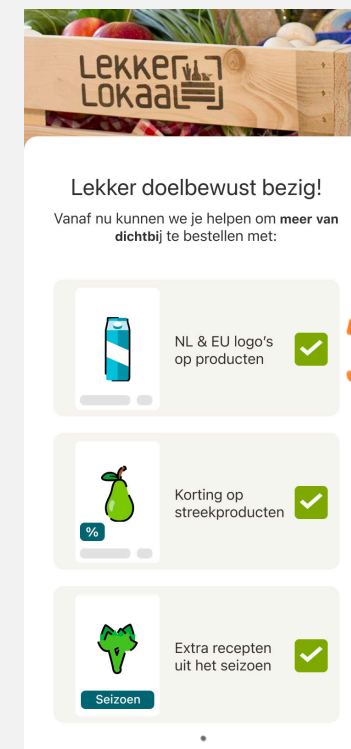 LEKKER
LOKAAL
Lekker doelbewust bezig!
Vanaf nu kunnen we je helpen om meer van
dichtbij te bestellen met:
NL & EU logo's
op producten
%
Korting op
streekproducten
Seizoen
Extra recepten
uit het seizoen